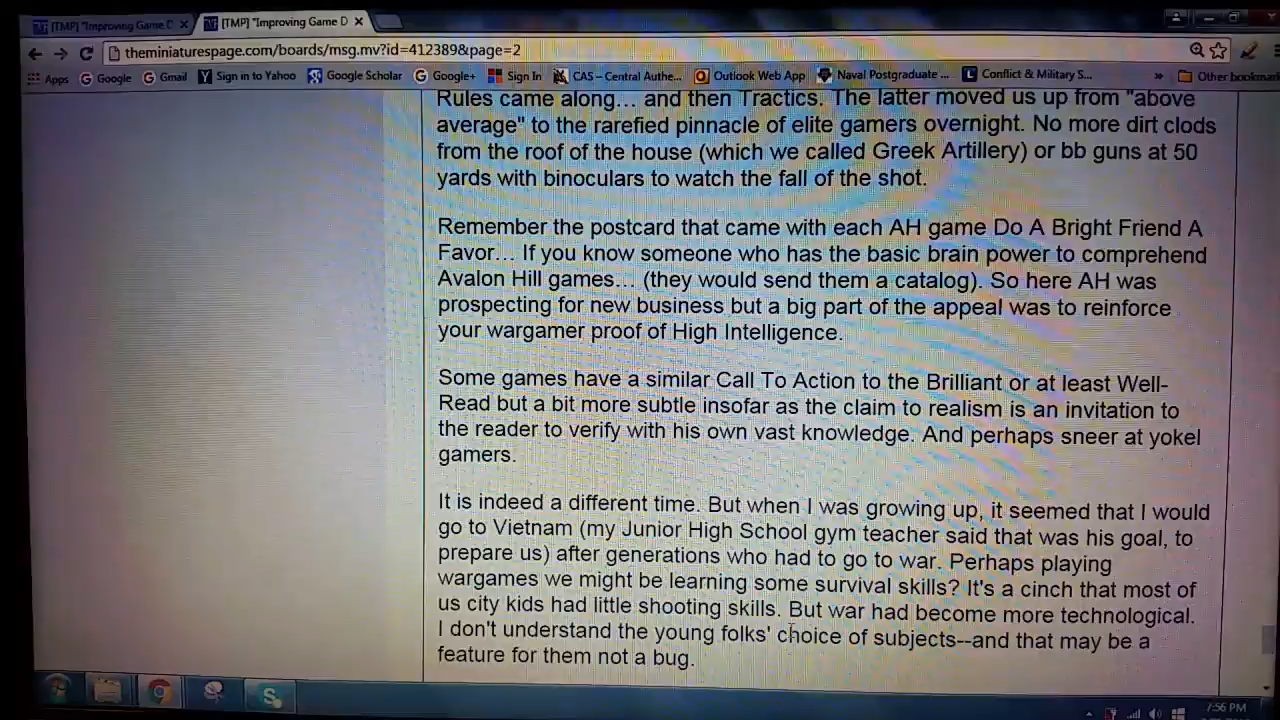 [TMP] "Improving Game D
[TMP] "Improving Game D
theminiaturespage.com/boards/msg.mv?id=412389&page=2
Apps Google Gmail Sign in to Yahoo Google Scholar Google+ Sign In CAS – Central Authe... Outlook Web App Naval Postgraduate ... Conflict & Military S... » Other bookmar
Rules came along... and then Tractics. The latter moved us up from "above
average" to the rarefied pinnacle of elite gamers overnight. No more dirt clods
from the roof of the house (which we called Greek Artillery) or bb guns at 50
yards with binoculars to watch the fall of the shot.
Remember the postcard that came with each AH game Do A Bright Friend A
Favor... If you know someone who has the basic brain power to comprehend
Avalon Hill games... (they would send them a catalog). So here AH was
prospecting for new business but a big part of the appeal was to reinforce
your wargamer proof of High Intelligence.
Some games have a similar Call To Action to the Brilliant or at least Well-
Read but a bit more subtle insofar as the claim to realism is an invitation to
the reader to verify with his own vast knowledge. And perhaps sneer at yokel
gamers.
It is indeed a different time. But when I was growing up, it seemed that I would
go to Vietnam (my Junior High School gym teacher said that was his goal, to
prepare us) after generations who had to go to war. Perhaps playing
wargames we might be learning some survival skills? It's a cinch that most of
us city kids had little shooting skills. But war had become more technological.
I don't understand the young folks' choice of subjects--and that may be a
feature for them not a bug.
7:56 PM